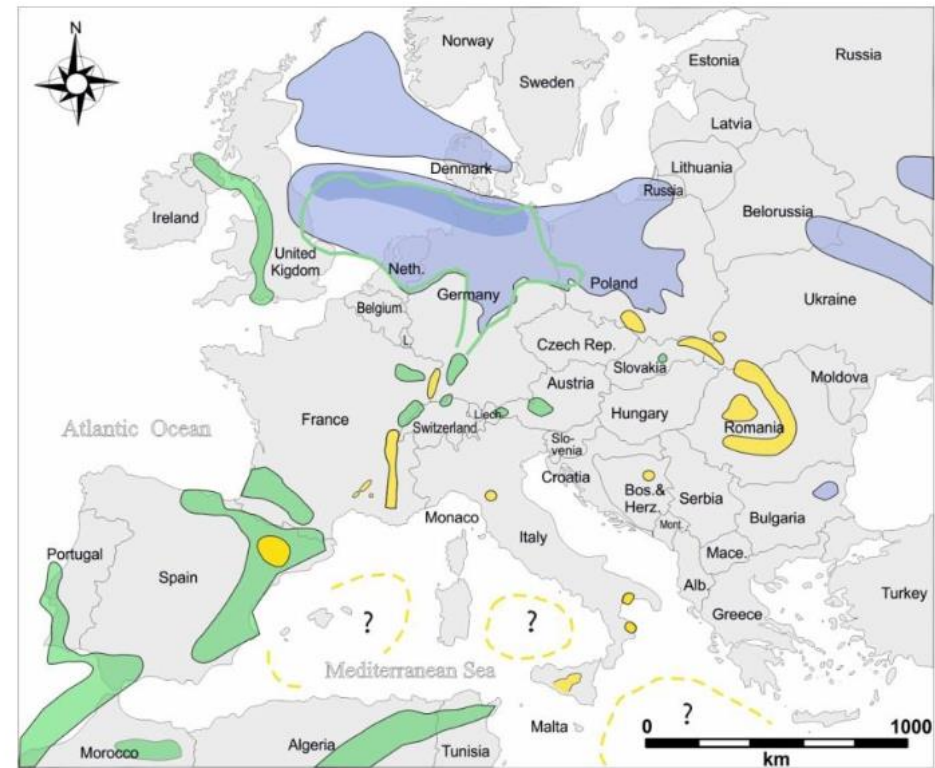 N
Norway
Sweden
Estonia
Russia
Latvia
Lithuania
Denmark
Russia
Belorussia
Ireland
United
Kigdom
Neth.
Germany
Poland
Belgium
Ukraine
L.
Czech Rep.
Slovakia
Moldova
Austria
Hungary
France
Liech.
Switzerland
Romania
Atlantic Ocean
Slo-
venia
Croatia
Bos.&
Herz.
Serbia
Monaco
Mont.
Bulgaria
Italy
Portugal
Spain
Mace.
Alb.
Turkey
Greece
?
?
Mediterranean Sea
?
Malta
0
1000
km
Morocco
Algeria
Tunisia